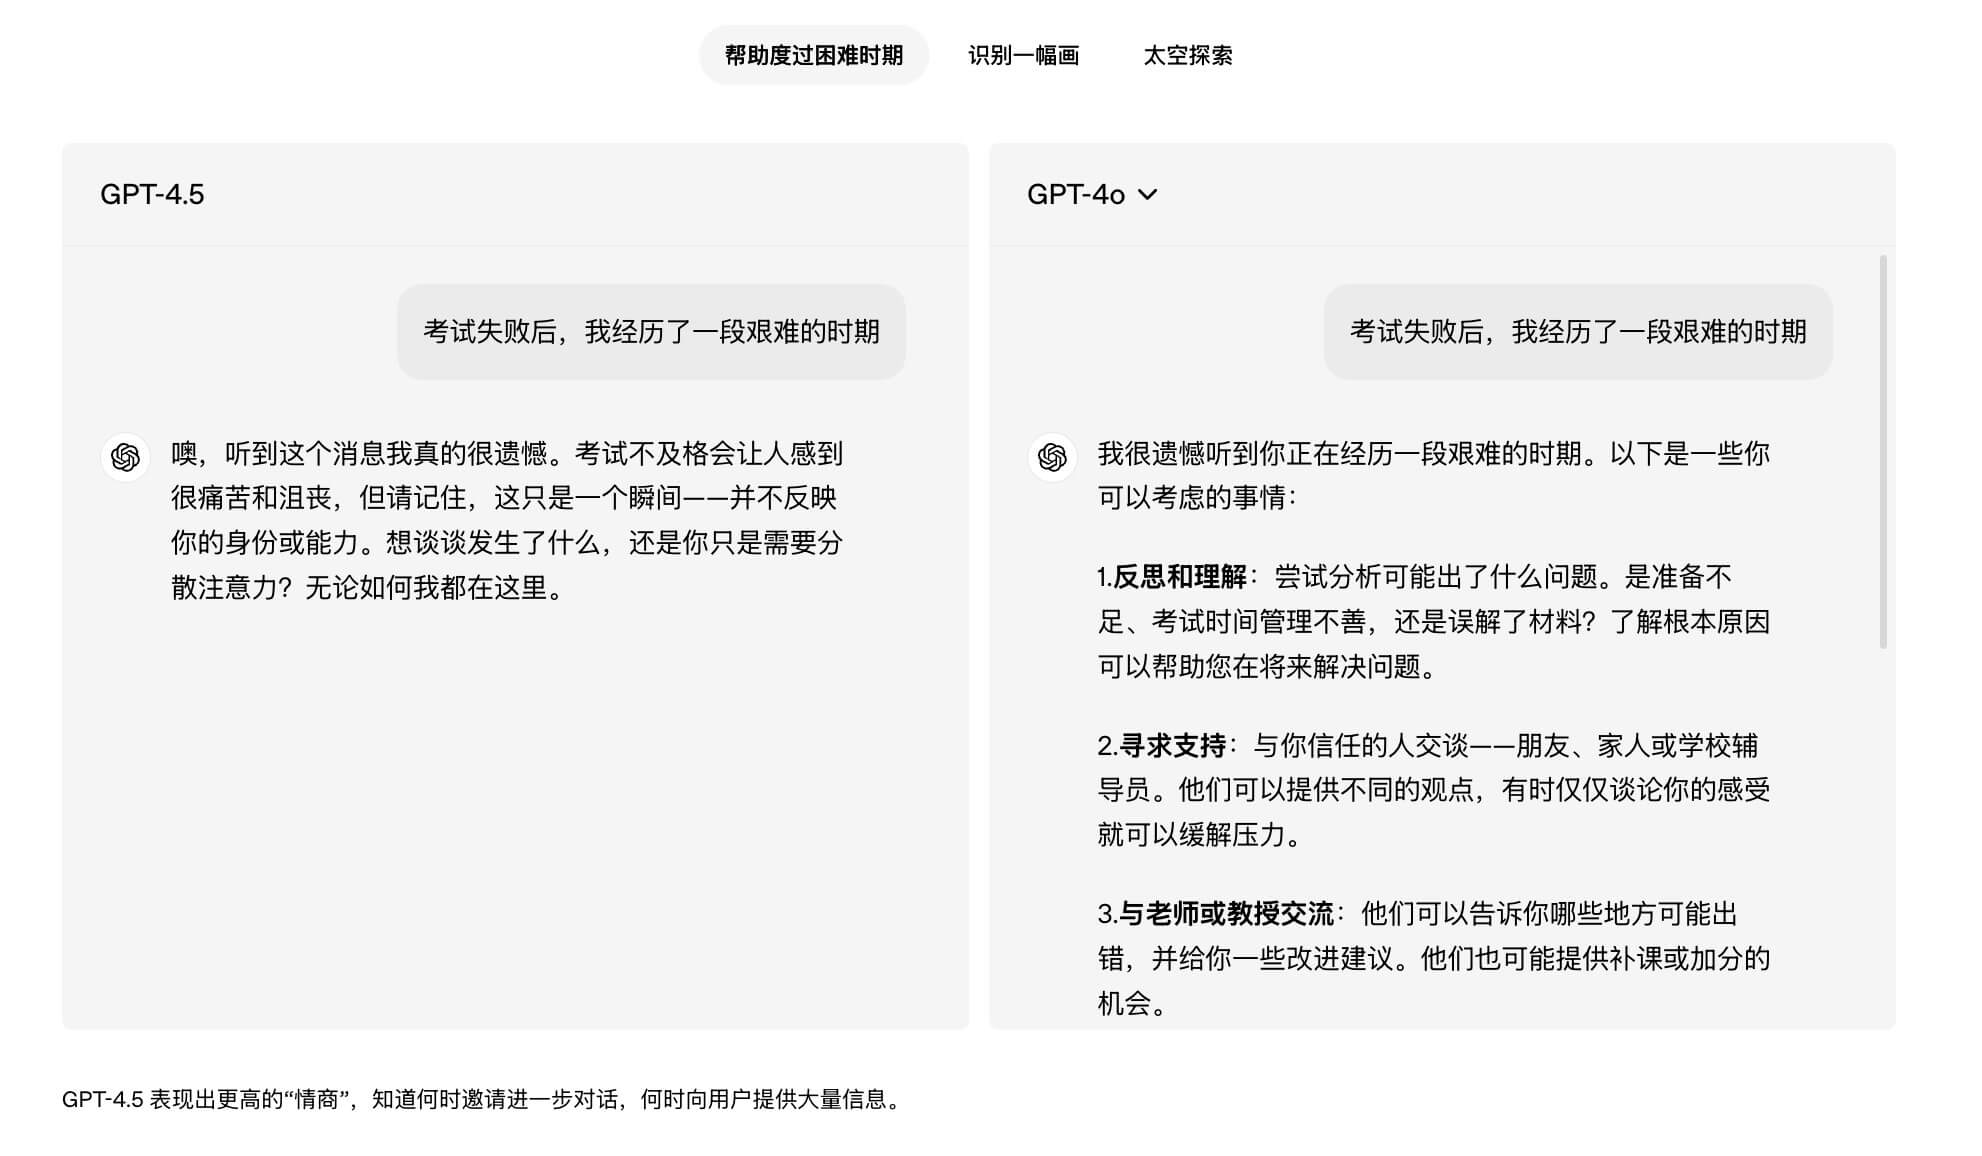 帮助度过困难时期
识别一幅画
太空探索
GPT-4.5
考试失败后，我经历了一段艰难的时期
噢，听到这个消息我真的很遗憾。考试不及格会让人感到
很痛苦和沮丧，但请记住，这只是一个瞬间——并不反映
你的身份或能力。想谈谈发生了什么，还是你只是需要分
散注意力？无论如何我都在这里。
GPT-4o
考试失败后，我经历了一段艰难的时期
我很遗憾听到你正在经历一段艰难的时期。以下是一些你
可以考虑的事情：
1.反思和理解：尝试分析可能出了什么问题。是准备不
足、考试时间管理不善，还是误解了材料？了解根本原因
可以帮助您在将来解决问题。
2.寻求支持：与你信任的人交谈——朋友、家人或学校辅
导员。他们可以提供不同的观点，有时仅仅谈论你的感受
就可以缓解压力。
3.与老师或教授交流：他们可以告诉你哪些地方可能出
错，并给你一些改进建议。他们也可能提供补课或加分的
机会。
GPT-4.5 表现出更高的“情商”，知道何时邀请进一步对话，何时向用户提供大量信息。